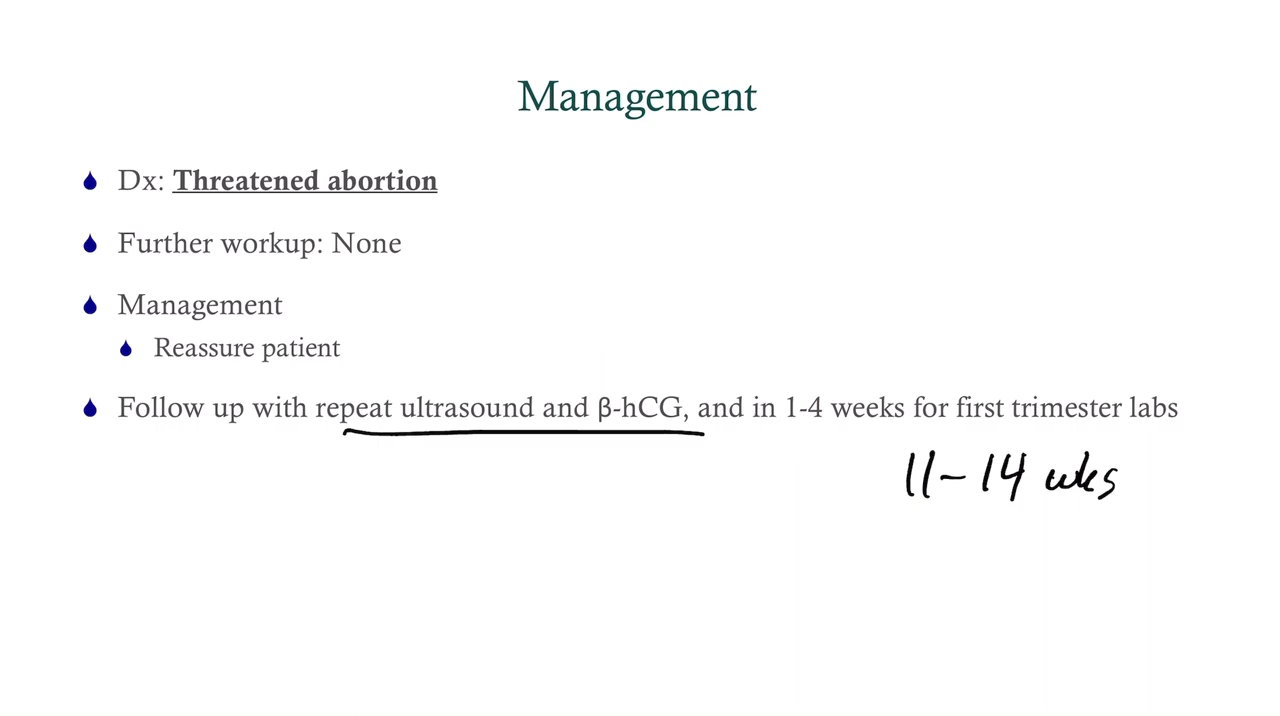 Management
Dx: Threatened abortion
Further workup: None
Management
Reassure patient
Follow up with repeat ultrasound and β-hCG, and in 1-4 weeks for first trimester labs
11-14 wks